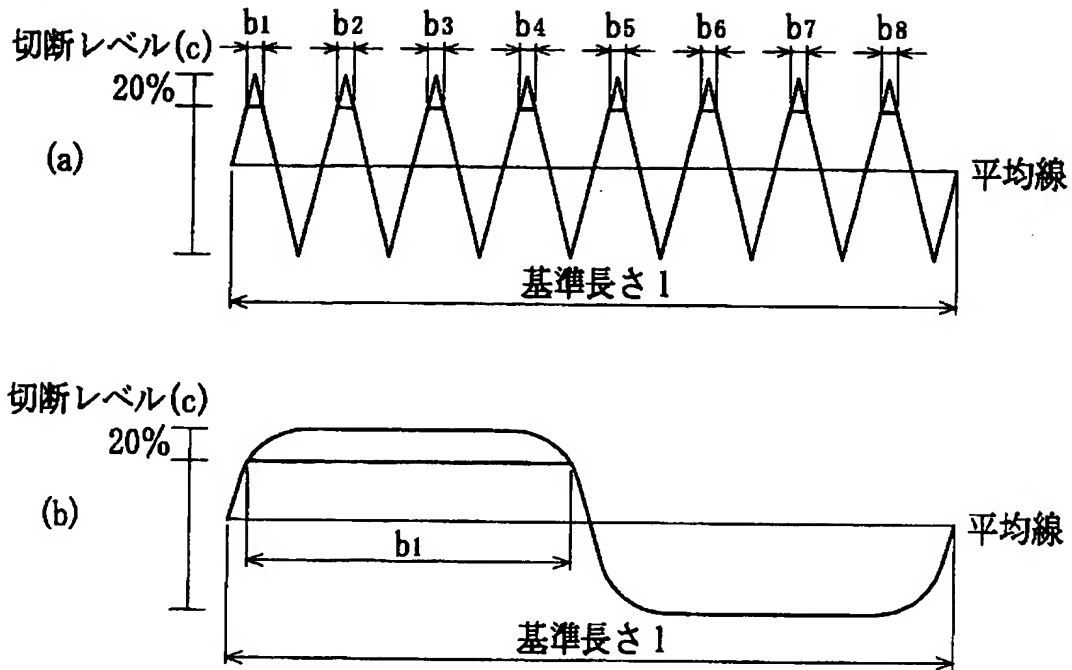 b1 b2 b3 b4 b5 b6 b7 b8
切断レベル(c)
20%
(a)
平均線
基準長さ l
切断レベル(c)
20%
(b)
平均線
b1
基準長さ l